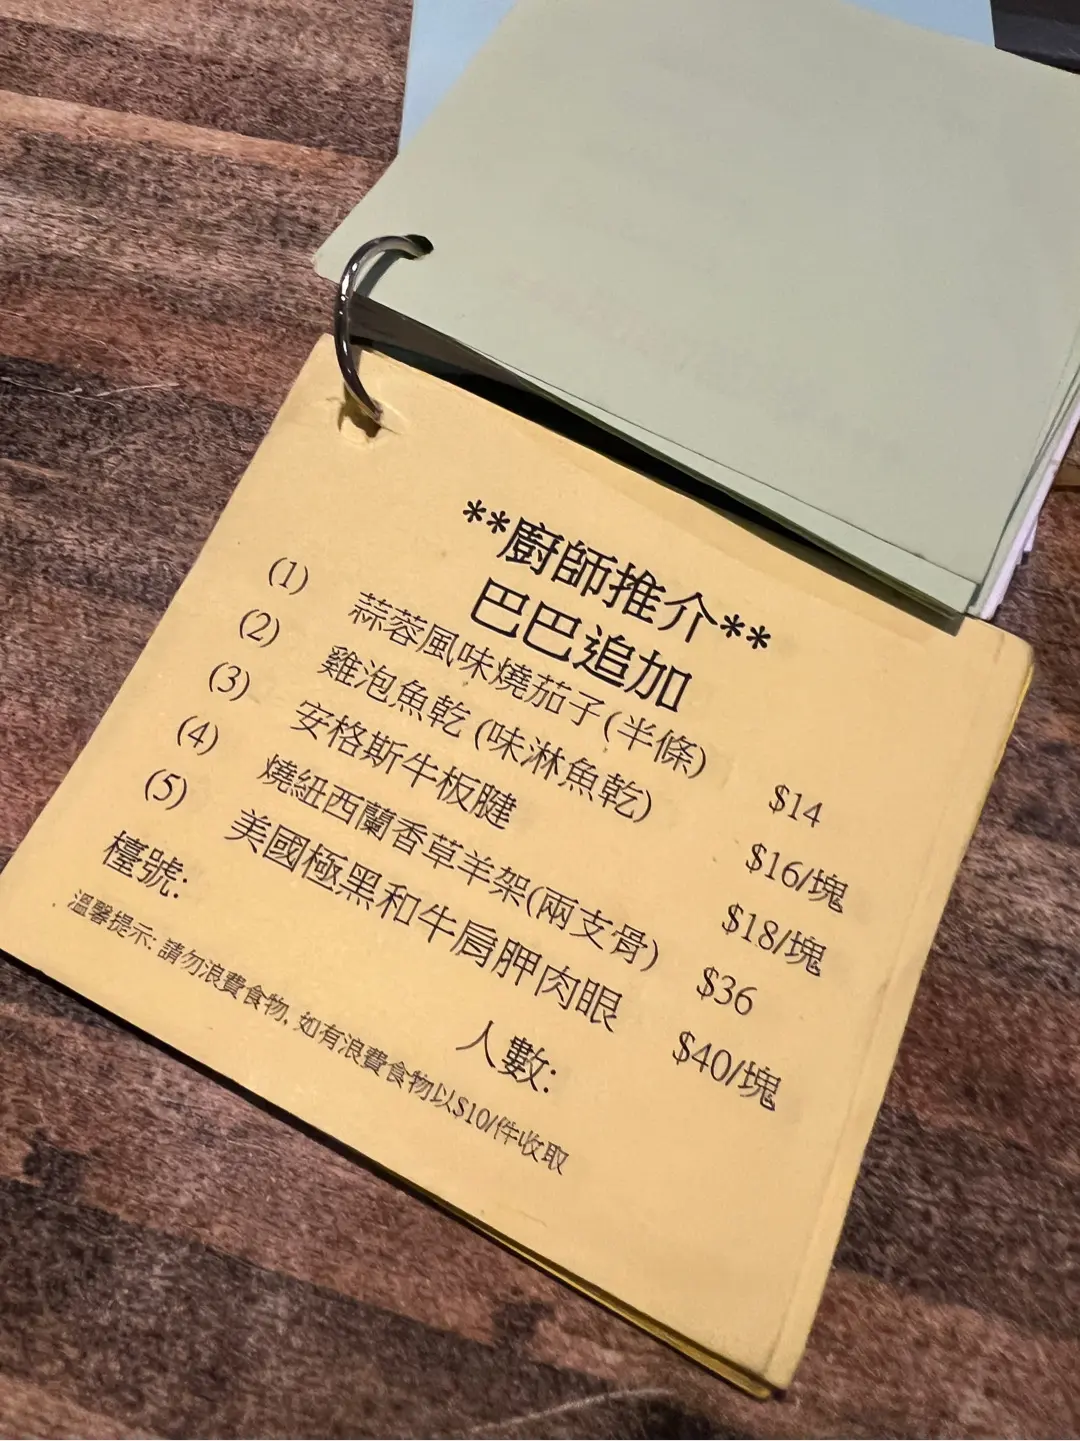 **廚師推介**
巴巴追加
(1) 蒜蓉風味燒茄子(半條) $14
(2) 雞泡魚乾 (味淋魚乾) $16/塊
(3) 安格斯牛板腱 $18/塊
(4) 燒紐西蘭香草羊架(兩支骨) $36
(5) 美國極黑和牛肩胛肉眼 $40/塊
檯號: 人數:
溫馨提示: 請勿浪費食物, 如有浪費食物以$10/件收取